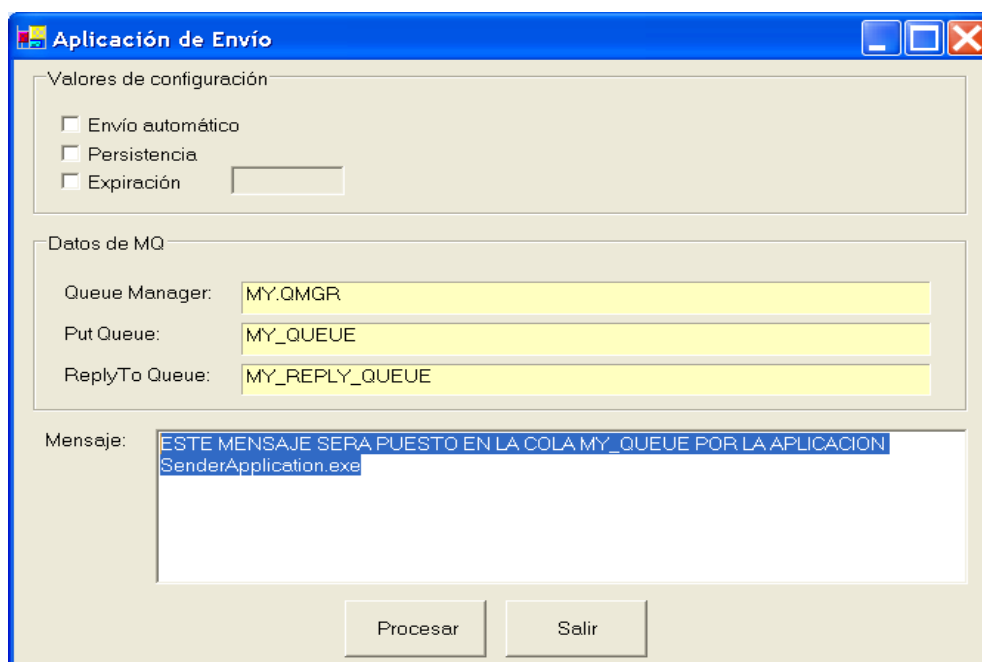 Aplicación de Envío
Valores de configuración
Envío automático
Persistencia
Expiración
Datos de MQ
Queue Manager: MY.QMGR
Put Queue: MY_QUEUE
ReplyTo Queue: MY_REPLY_QUEUE
Mensaje: ESTE MENSAJE SERA PUESTO EN LA COLA MY_QUEUE POR LA APLICACION
SenderApplication.exe
Procesar Salir